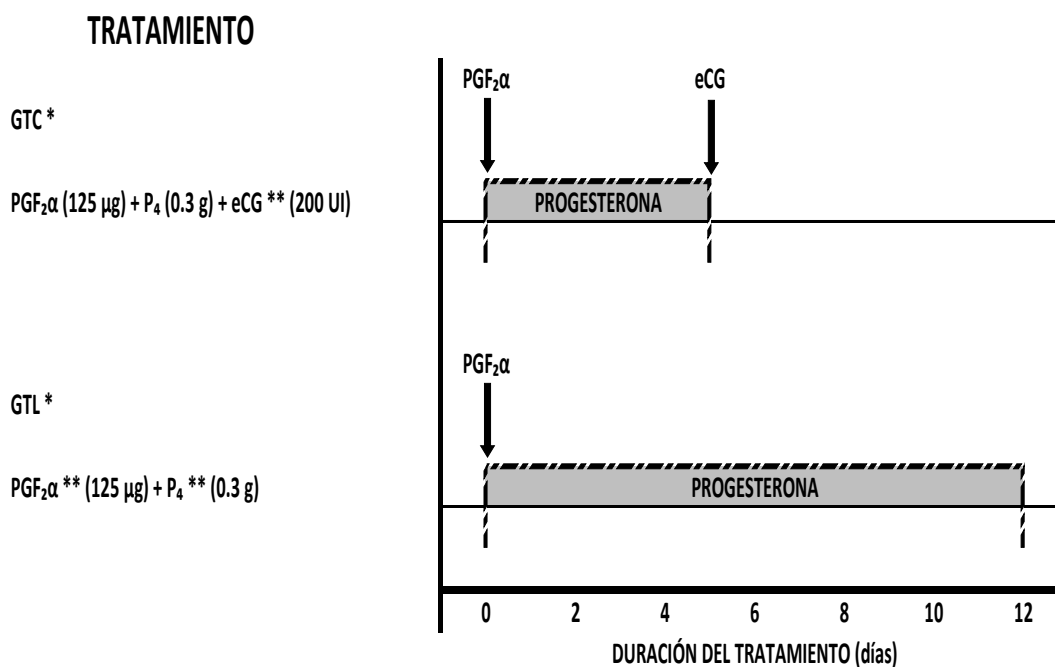 TRATAMIENTO
PGF₂α eCG
GTC *
PGF₂α (125 µg) + P₄ (0.3 g) + eCG ** (200 UI)
PROGESTERONA
PGF₂α
GTL *
PGF₂α ** (125 µg) + P₄ ** (0.3 g)
PROGESTERONA
0 2 4 6 8 10 12
DURACIÓN DEL TRATAMIENTO (días)